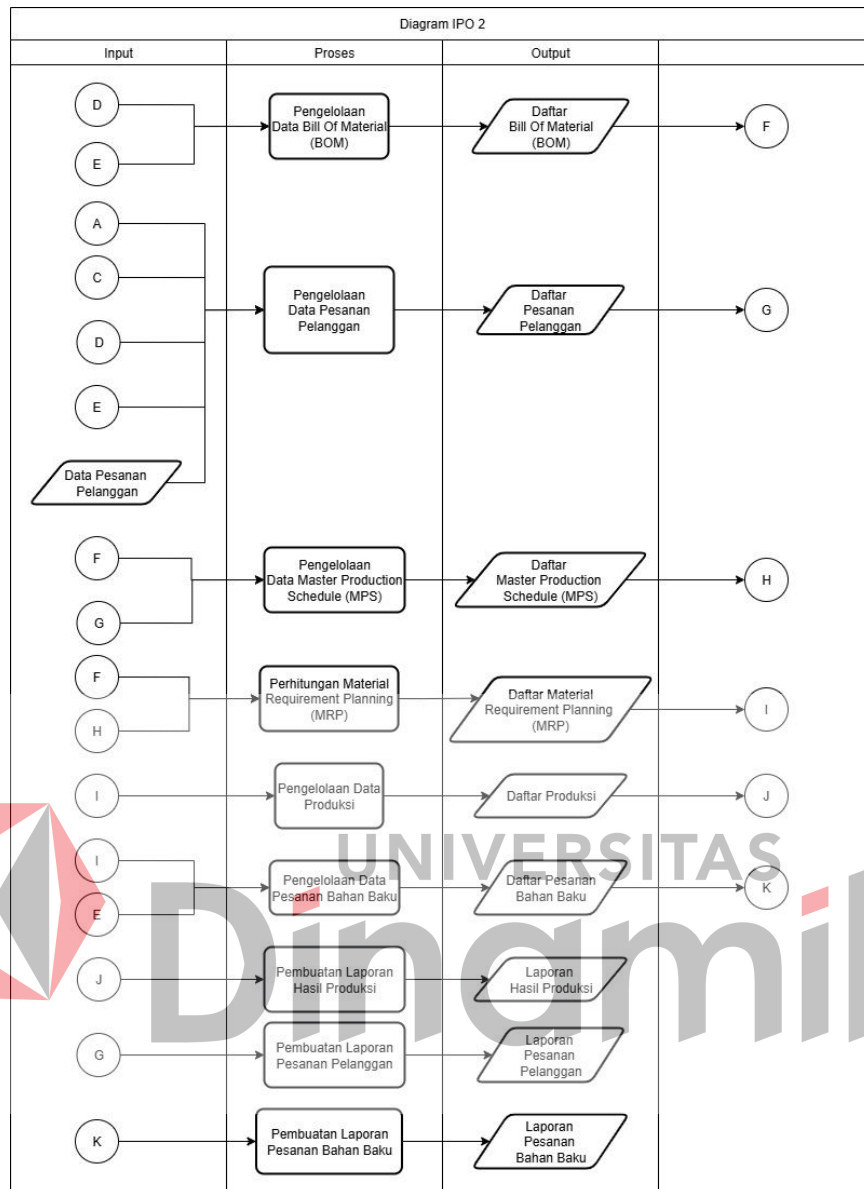 Diagram IPO 2
Input
Proses
Output
D
E
Pengelolaan
Data Bill Of Material
(BOM)
Daftar
Bill Of Material
(BOM)
F
A
C
D
E
Data Pesanan
Pelanggan
Pengelolaan
Data Pesanan
Pelanggan
Daftar
Pesanan
Pelanggan
G
F
G
Pengelolaan
Data Master Production
Schedule (MPS)
Daftar
Master Production
Schedule (MPS)
H
F
H
Perhitungan Material
Requirement Planning
(MRP)
Daftar Material
Requirement Planning
(MRP)
I
I
Pengelolaan Data
Produksi
Daftar Produksi
J
I
E
Pengelolaan Data
Pesanan Bahan Baku
Daftar Pesanan
Bahan Baku
K
UNIVERSITAS
Dinami
J
Pembuatan Laporan
Hasil Produksi
Laporan
Hasil Produksi
G
Pembuatan Laporan
Pesanan Pelanggan
Laporan
Pesanan
Pelanggan
K
Pembuatan Laporan
Pesanan Bahan Baku
Laporan
Pesanan
Bahan Baku